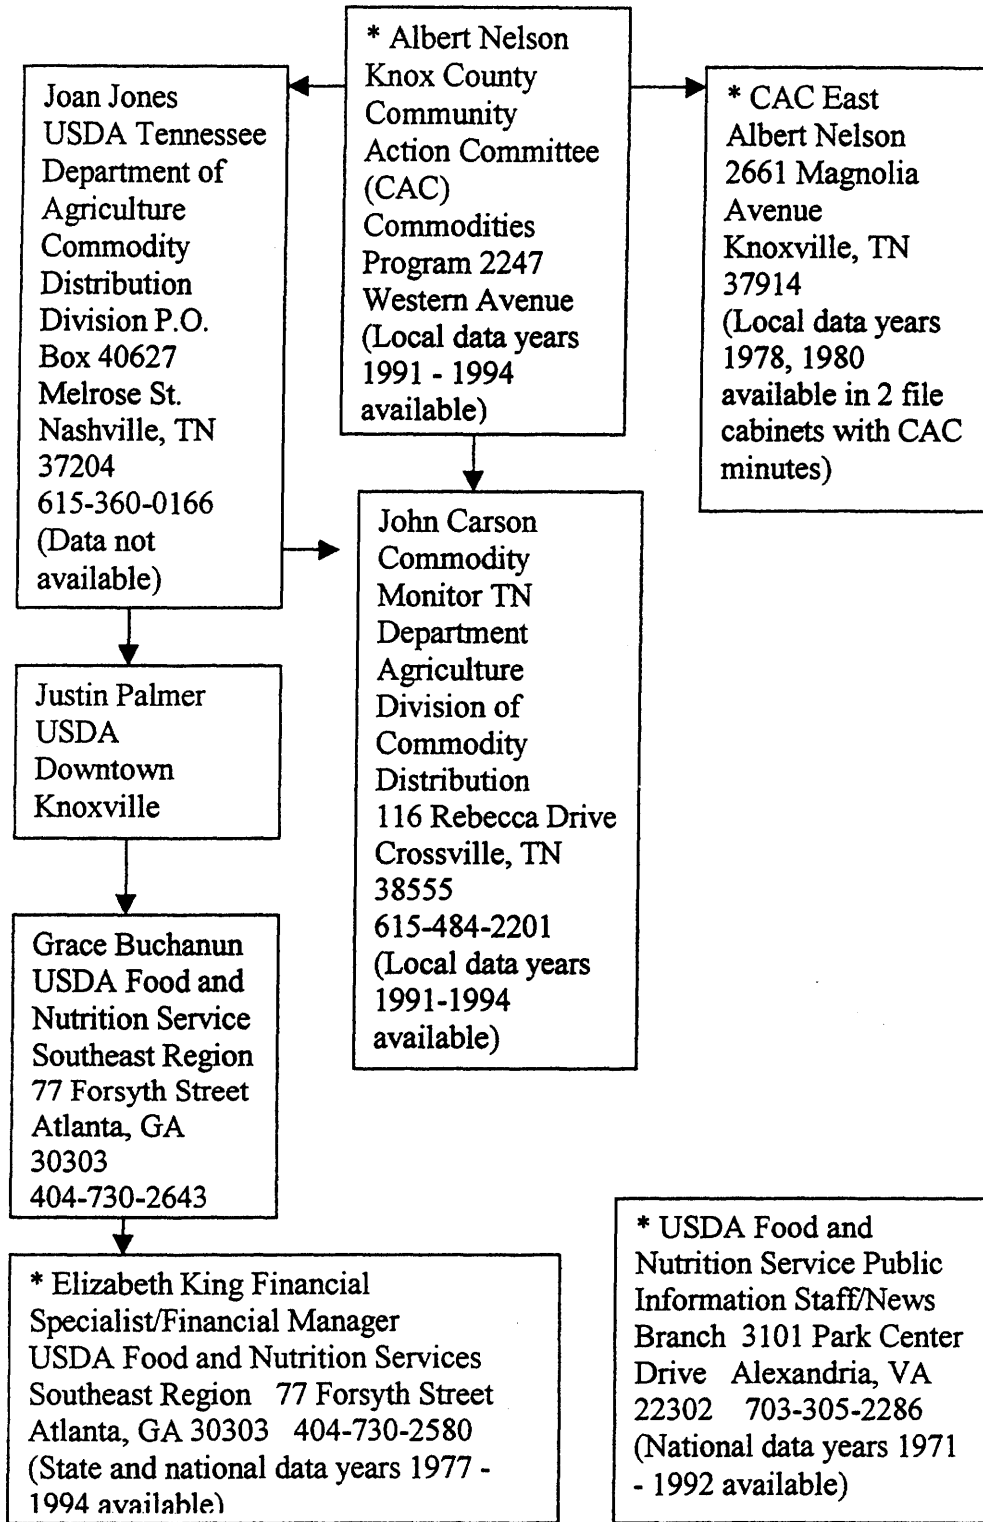 * Albert Nelson
Knox County
Community
Action Committee
(CAC)
Commodities
Program 2247
Western Avenue
(Local data years
1991 - 1994
available)
Joan Jones
USDA Tennessee
Department of
Agriculture
Commodity
Distribution
Division P.O.
Box 40627
Melrose St.
Nashville, TN
37204
615-360-0166
(Data not
available)
* CAC East
Albert Nelson
2661 Magnolia
Avenue
Knoxville, TN
37914
(Local data years
1978, 1980
available in 2 file
cabinets with CAC
minutes)
John Carson
Commodity
Monitor TN
Department
Agriculture
Division of
Commodity
Distribution
116 Rebecca Drive
Crossville, TN
38555
615-484-2201
(Local data years
1991-1994
available)
Justin Palmer
USDA
Downtown
Knoxville
Grace Buchanun
USDA Food and
Nutrition Service
Southeast Region
77 Forsyth Street
Atlanta, GA
30303
404-730-2643
* Elizabeth King Financial
Specialist/Financial Manager
USDA Food and Nutrition Services
Southeast Region 77 Forsyth Street
Atlanta, GA 30303 404-730-2580
(State and national data years 1977 -
1994 available)
* USDA Food and
Nutrition Service Public
Information Staff/News
Branch 3101 Park Center
Drive Alexandria, VA
22302 703-305-2286
(National data years 1971
- 1992 available)